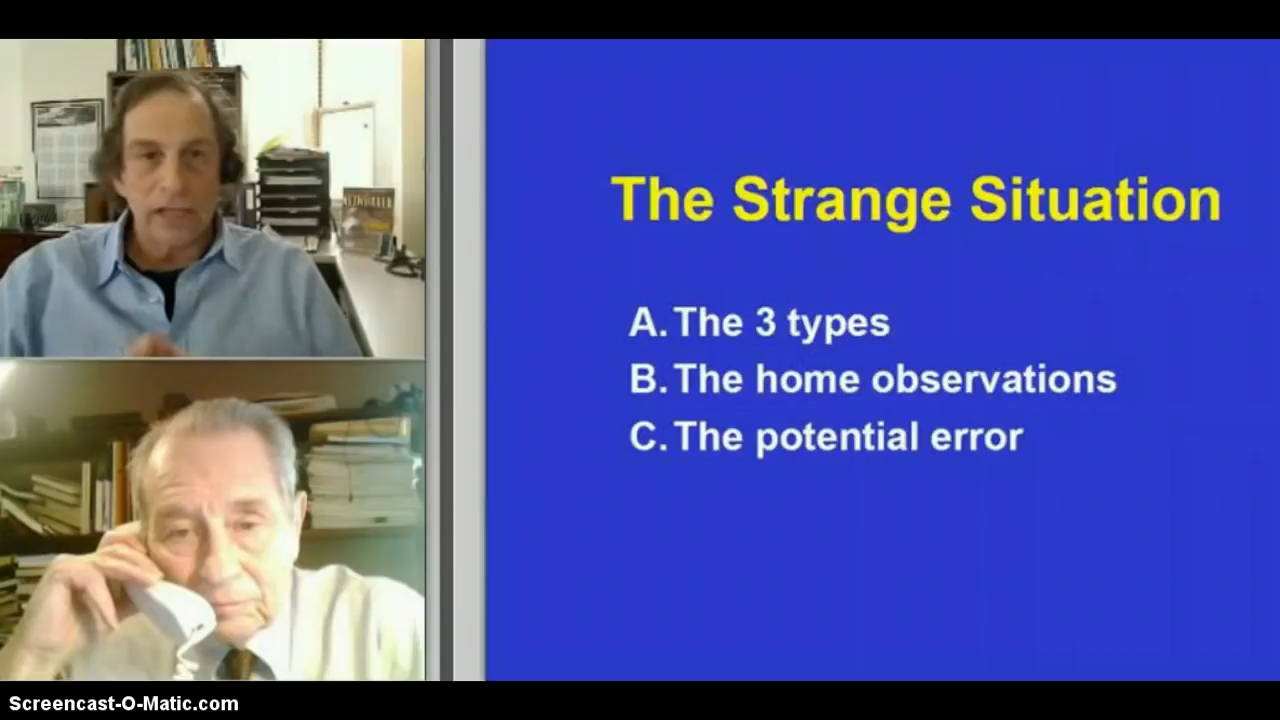 The Strange Situation
A. The 3 types
B. The home observations
C. The potential error
Screencast-O-Matic.com